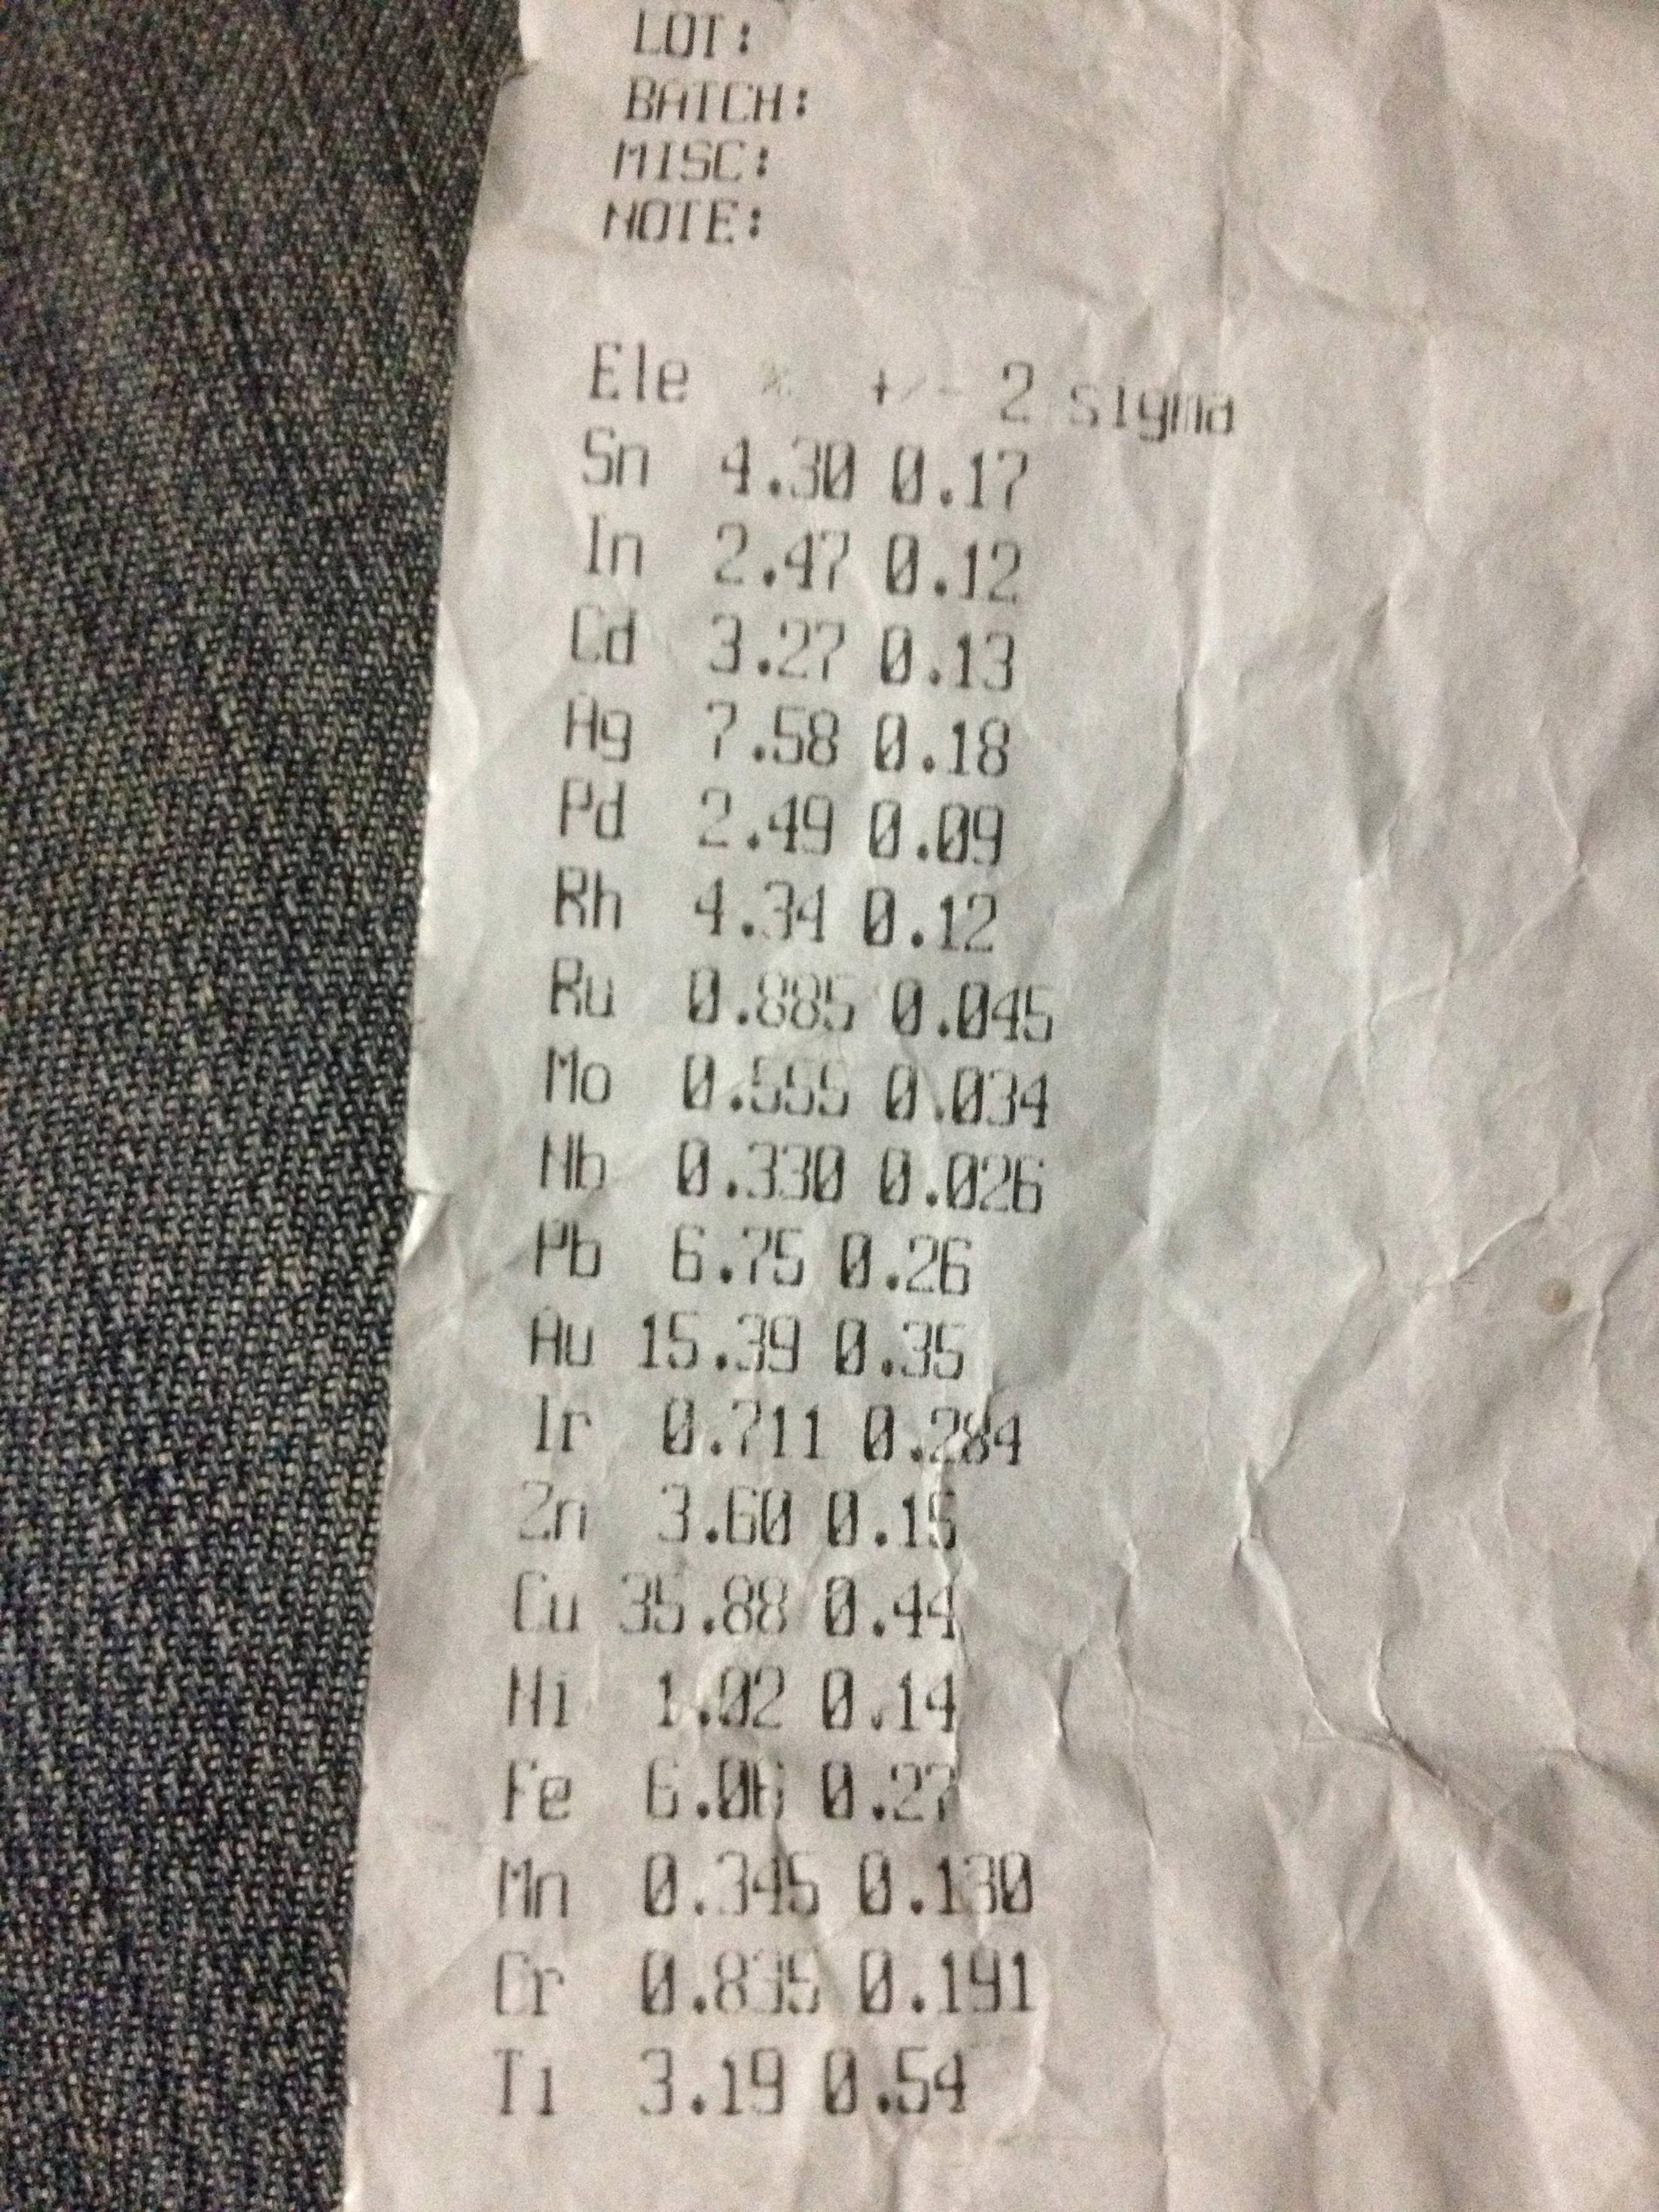 LOT:
BATCH:
MISC:
NOTE:
Ele % +/- 2 sigma
Sn 4.30 0.17
In 2.47 0.12
Cd 3.27 0.13
Ag 7.58 0.18
Pd 2.49 0.09
Rh 4.34 0.12
Ru 0.885 0.045
Mo 0.555 0.034
Nb 0.330 0.026
Pb 6.75 0.26
Au 15.39 0.35
Ir 0.711 0.284
Zn 3.60 0.15
Cu 35.88 0.44
Ni 1.02 0.14
Fe 6.06 0.27
Mn 0.345 0.130
Cr 0.835 0.191
Ti 3.19 0.54